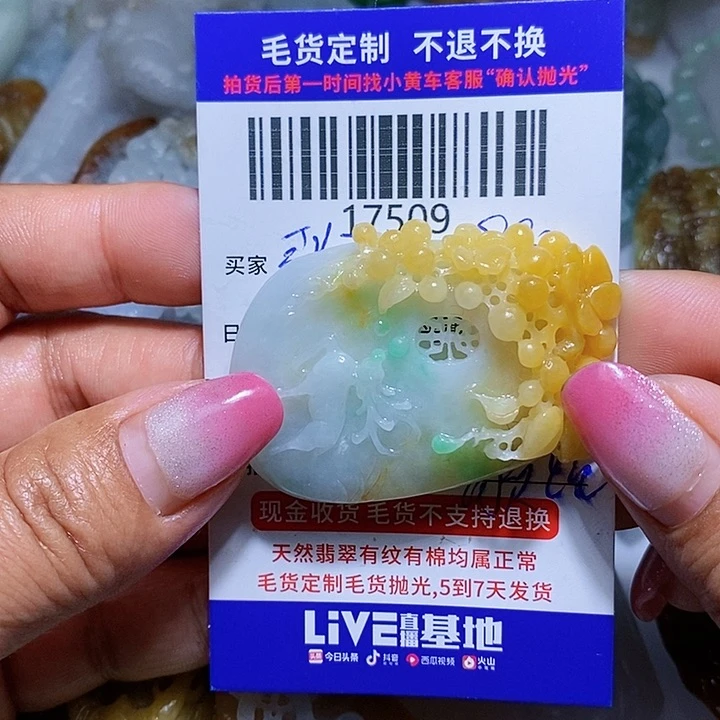 毛货定制 不退不换
拍货后第一时间找小黄车客服“确认抛光”
17509
买家
现金收货 毛货不支持退换
天然翡翠有纹有棉均属正常
毛货定制毛货抛光,5到7天发货
LiVE直播基地
头条 今日头条 抖音 西瓜视频 火山